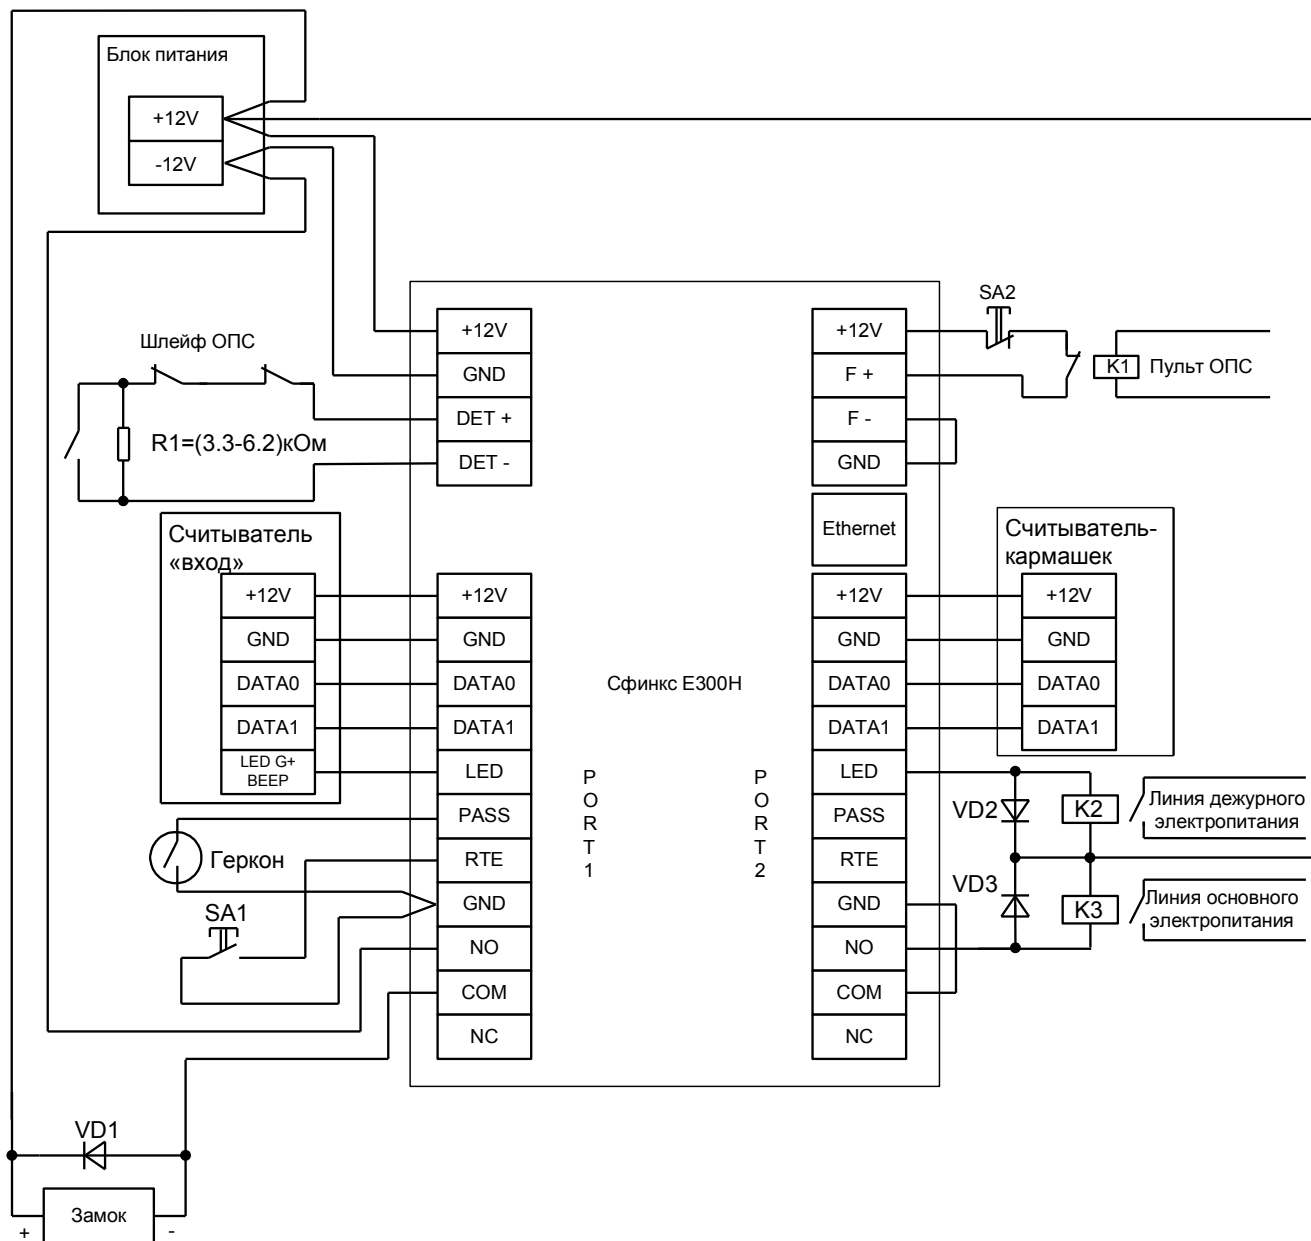 Блок питания
+12V
-12V
Шлейф ОПС
R1=(3.3-6.2)кОм
+12V
GND
DET +
DET -
+12V
F +
F -
GND
Ethernet
SA2
K1
Пульт ОПС
Считыватель
«вход»
+12V
GND
DATA0
DATA1
LED G+
BEEP
+12V
GND
DATA0
DATA1
LED
PASS
RTE
GND
NO
COM
NC
Сфинкс E300H
PORT1
PORT2
+12V
GND
DATA0
DATA1
LED
PASS
RTE
GND
NO
COM
NC
Считыватель-
кармашек
+12V
GND
DATA0
DATA1
VD2
K2
Линия дежурного
электропитания
VD3
K3
Линия основного
электропитания
Геркон
SA1
VD1
Замок
+
-